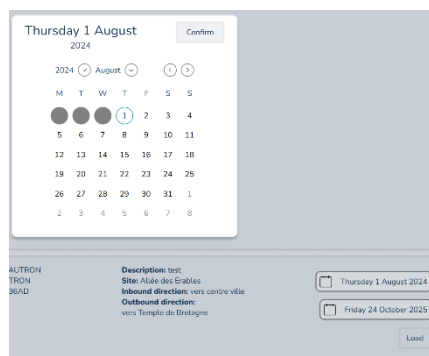 Thursday 1 August
2024
Confirm
2024 August
M T W T F S S
1 2 3 4
5 6 7 8 9 10 11
12 13 14 15 16 17 18
19 20 21 22 23 24 25
26 27 28 29 30 31 1
2 3 4 5 6 7 8
AUTRON
TRON
36AD
Description: test
Site: Allée des Erables
Inbound direction: vers centre ville
Outbound direction:
vers Temple de Bretagne
Thursday 1 August 2024
Friday 24 October 2025
Load